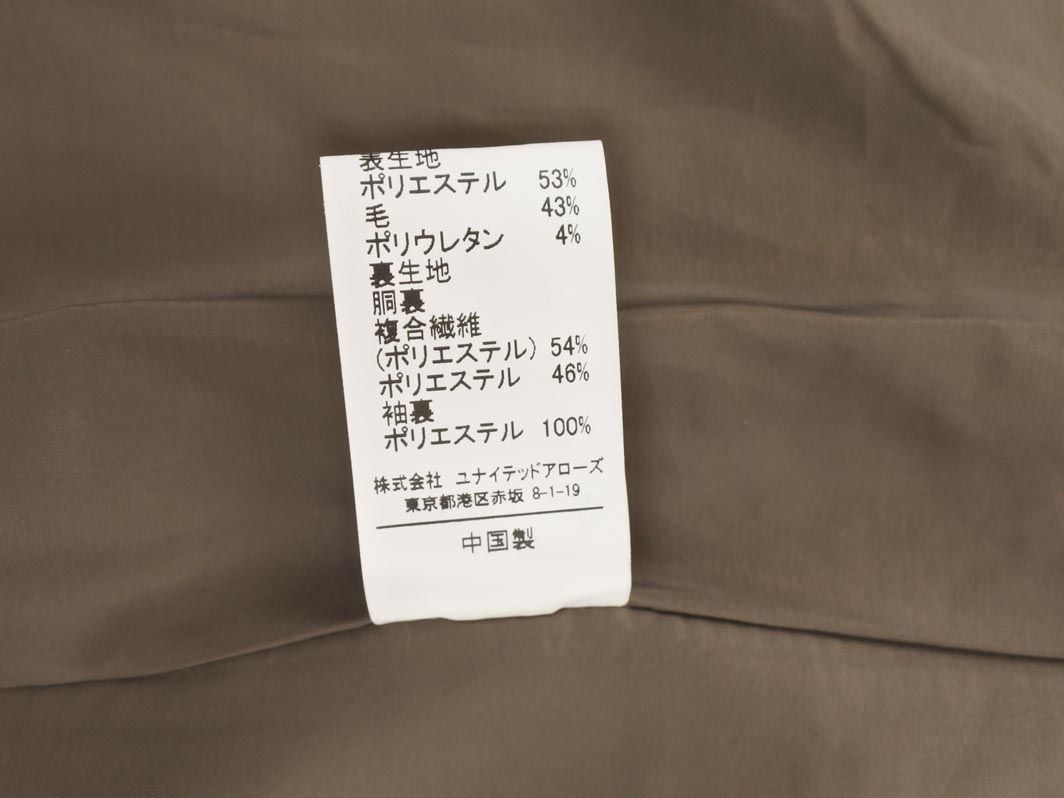 表生地
ポリエステル 53%
毛 43%
ポリウレタン 4%
裏生地
胴裏
複合繊維
(ポリエステル) 54%
ポリエステル 46%
袖裏
ポリエステル 100%
株式会社 ユナイテッドアローズ
東京都港区赤坂 8-1-19
中国製